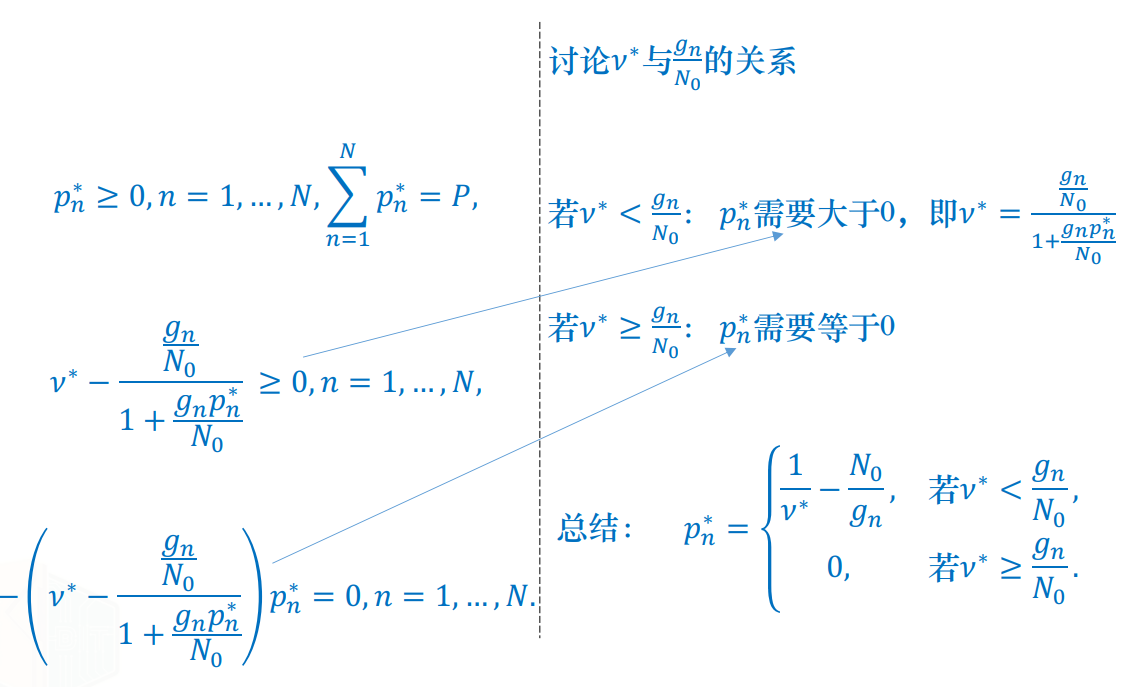 $p_n^* \geq 0, n = 1, \ldots, N, \sum_{n=1}^{N} p_n^* = P,$
$\nu^* - \frac{\frac{g_n}{N_0}}{1 + \frac{g_n p_n^*}{N_0}} \geq 0, n = 1, \ldots, N,$
$-\left(\nu^* - \frac{\frac{g_n}{N_0}}{1 + \frac{g_n p_n^*}{N_0}}\right) p_n^* = 0, n = 1, \ldots, N.$
讨论$\nu^*$与$\frac{g_n}{N_0}$的关系
若$\nu^* < \frac{g_n}{N_0}$： $p_n^*$需要大于0，即$\nu^* = \frac{\frac{g_n}{N_0}}{1 + \frac{g_n p_n^*}{N_0}}$
若$\nu^* \geq \frac{g_n}{N_0}$： $p_n^*$需要等于0
总结： $p_n^* = \begin{cases} \frac{1}{\nu^*} - \frac{N_0}{g_n}, & 若\nu^* < \frac{g_n}{N_0}, \\ 0, & 若\nu^* \geq \frac{g_n}{N_0}. \end{cases}$